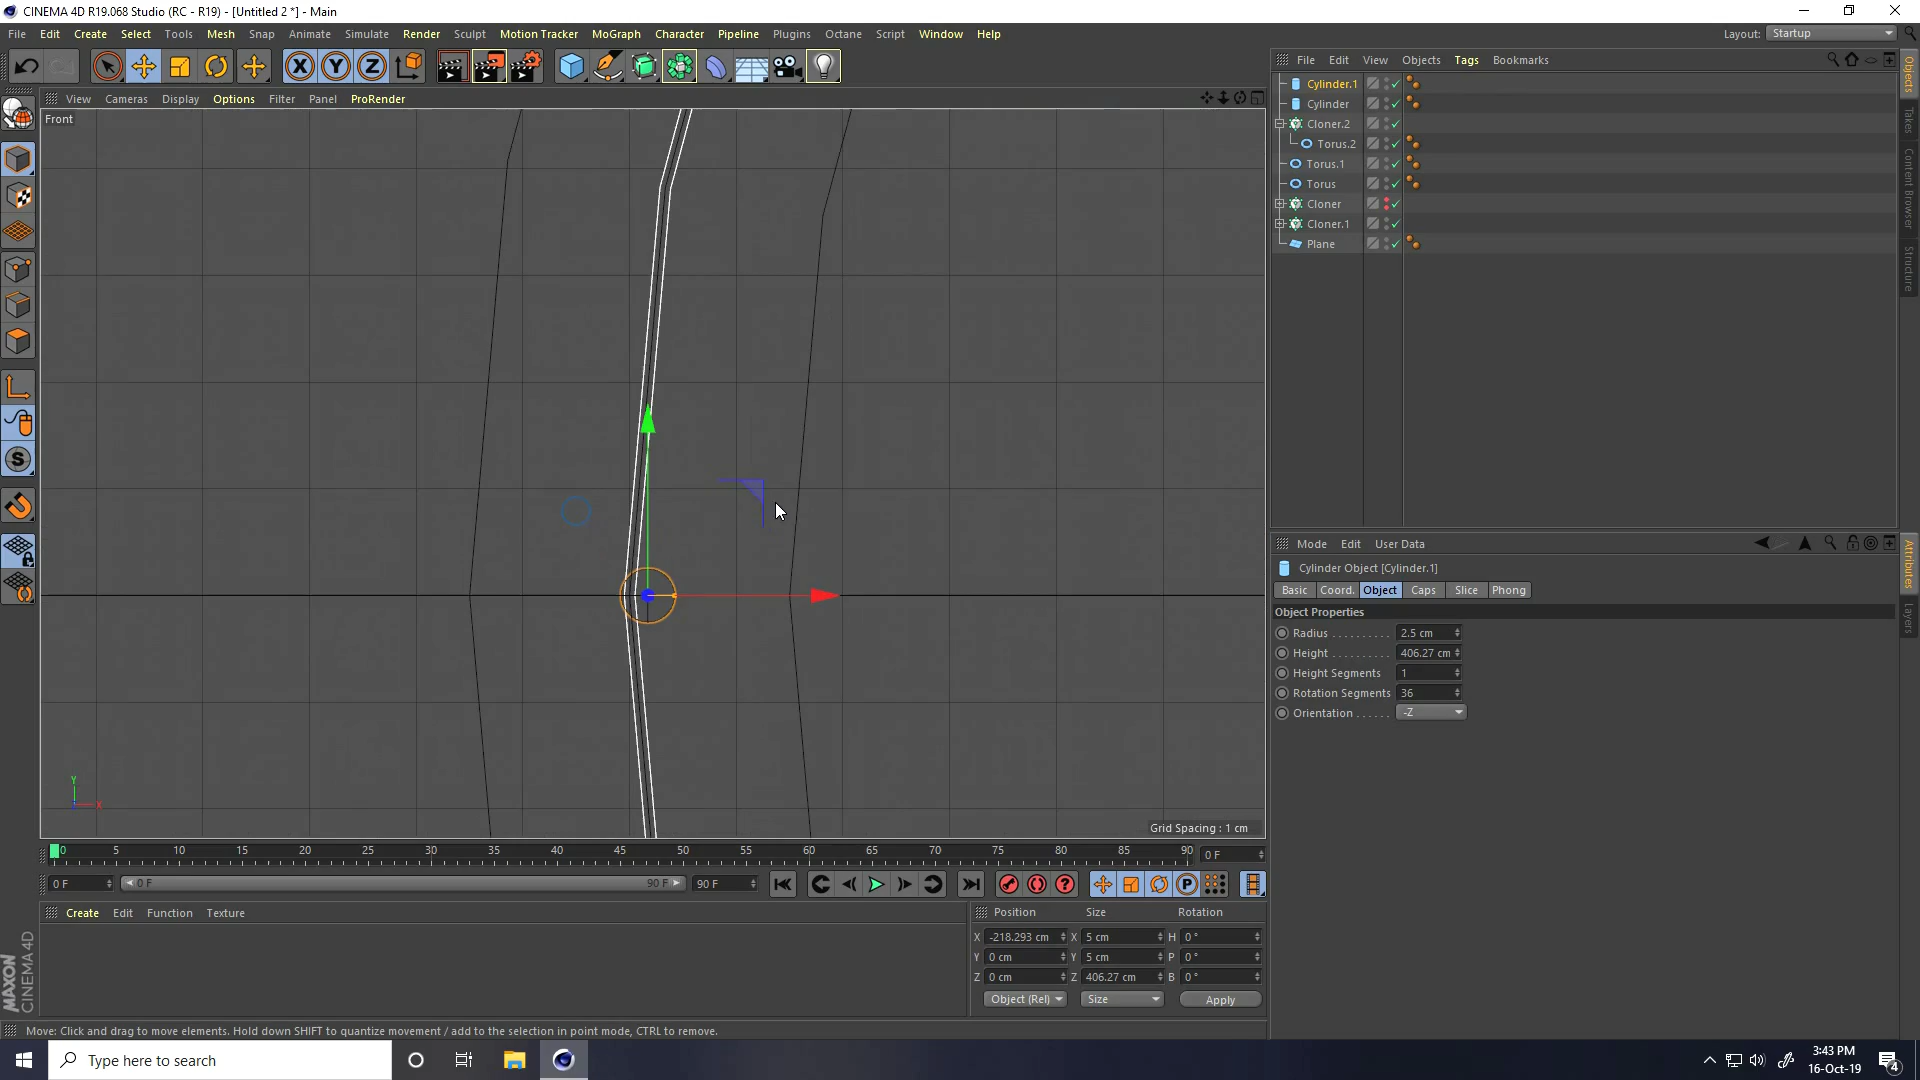 CINEMA 4D R19.068 Studio (RC - R19) - [Untitled 2 *] - Main
File Edit Create Select Tools Mesh Snap Animate Simulate Render Sculpt Motion Tracker MoGraph Character Pipeline Plugins Octane Script Window Help
Layout: Startup
View Cameras Display Options Filter Panel ProRender
File Edit View Objects Tags Bookmarks
Front
Cylinder.1
Cylinder
Cloner.2
Torus.2
Torus.1
Torus
Cloner
Cloner.1
Plane
Objects
Takes
Content Browser
Structure
Mode Edit User Data
Cylinder Object [Cylinder.1]
Basic Coord. Object Caps Slice Phong
Object Properties
Radius . . . . . . . . . . 2.5 cm
Height . . . . . . . . . . 406.27 cm
Height Segments 1
Rotation Segments 36
Orientation . . . . . . -Z
Attributes
Layers
Y
X
Grid Spacing : 1 cm
0 5 10 15 20 25 30 35 40 45 50 55 60 65 70 75 80 85 90
0 F
0 F 0 F 90 F 90 F
Create Edit Function Texture
Position Size Rotation
X -218.293 cm X 5 cm H 0 °
Y 0 cm Y 5 cm P 0 °
Z 0 cm Z 406.27 cm B 0 °
Object (Rel) Size Apply
MAXON
CINEMA 4D
Move: Click and drag to move elements. Hold down SHIFT to quantize movement / add to the selection in point mode, CTRL to remove.
Type here to search
3:43 PM
16-Oct-19
4